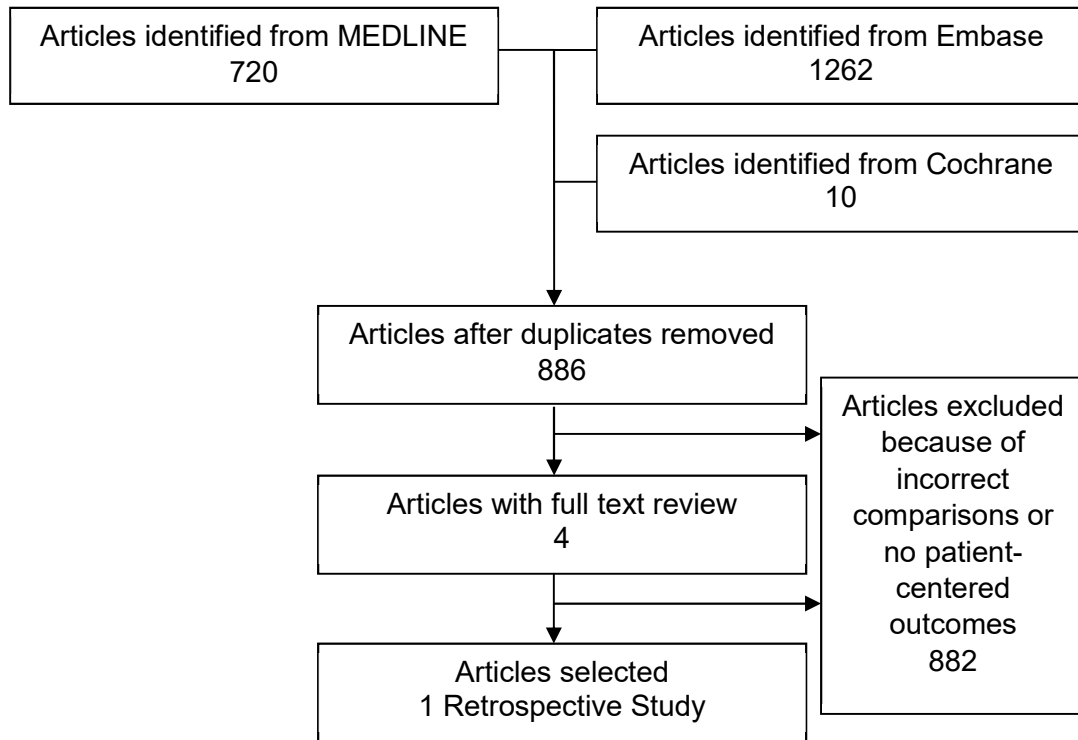 Articles identified from MEDLINE
720
Articles identified from Embase
1262
Articles identified from Cochrane
10
Articles after duplicates removed
886
Articles excluded
because of
incorrect
comparisons or
no patient-
centered
outcomes
882
Articles with full text review
4
Articles selected
1 Retrospective Study